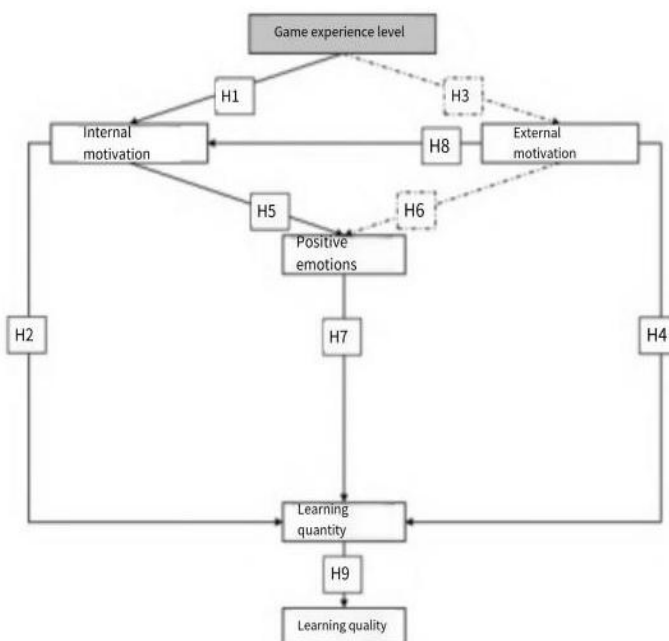 Game experience level
H1
H3
Internal
motivation
H8
External
motivation
H5
H6
Positive
emotions
H2
H7
H4
Learning
quantity
H9
Learning quality